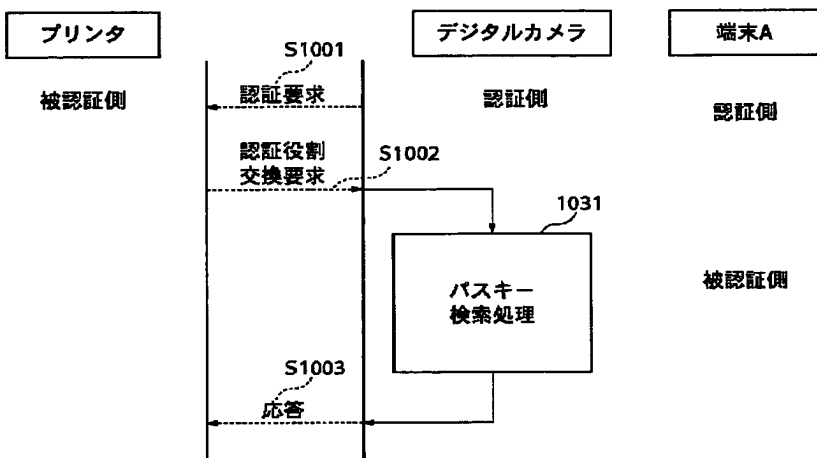 プリンタ
デジタルカメラ
端末A
S1001
被認証側
認証要求
認証側
認証側
認証役割
交換要求
S1002
1031
パスキー
検索処理
被認証側
S1003
応答